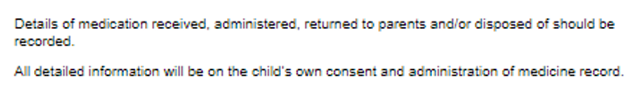 Details of medication received, administered, returned to parents and/or disposed of should be
recorded.
All detailed information will be on the child's own consent and administration of medicine record.